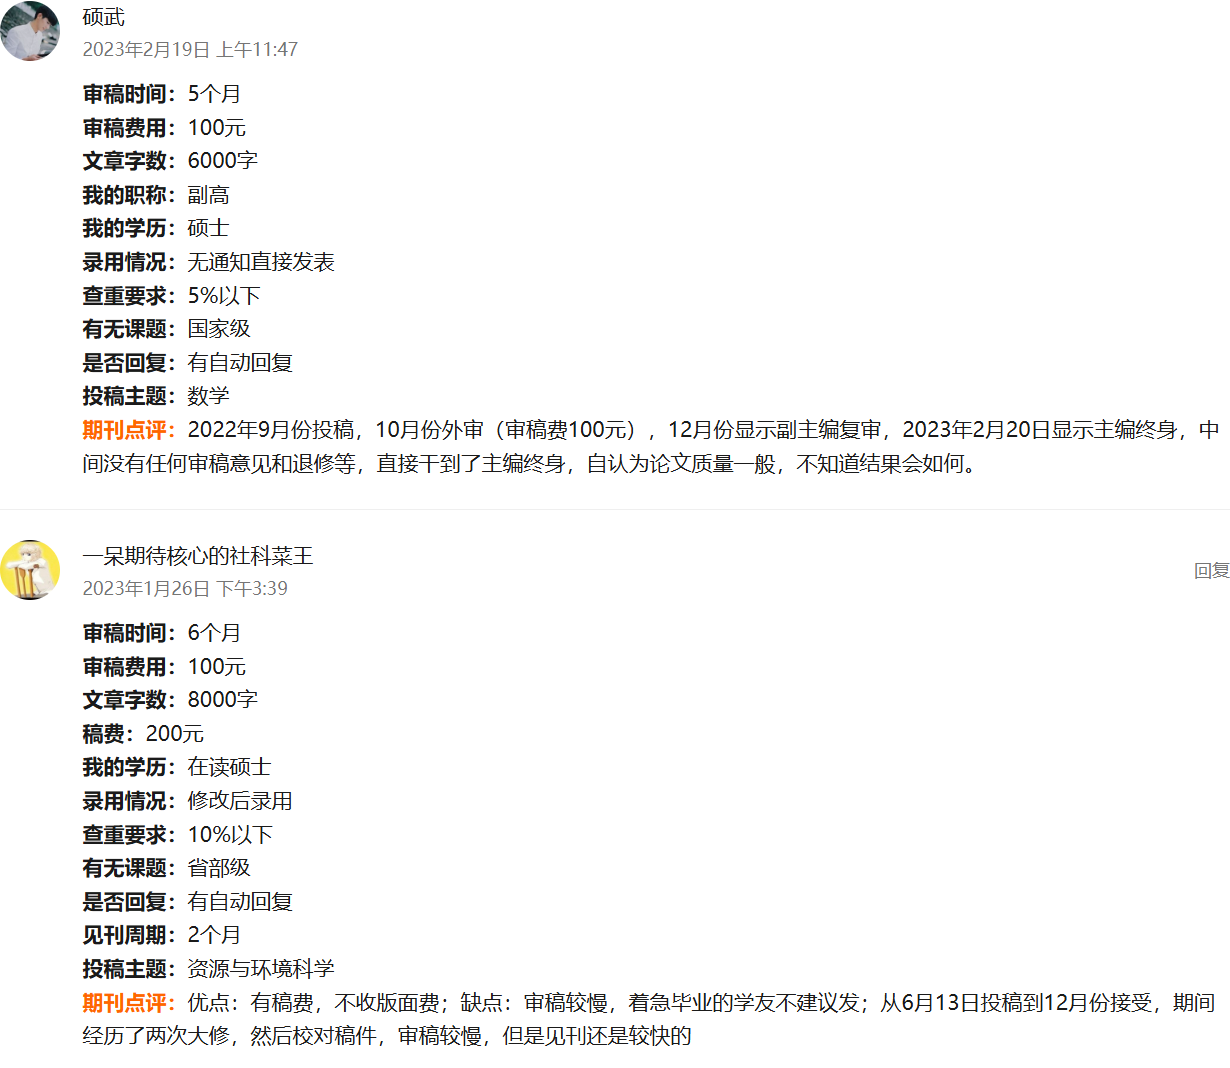 硕武
2023年2月19日 上午11:47
审稿时间：5个月
审稿费用：100元
文章字数：6000字
我的职称：副高
我的学历：硕士
录用情况：无通知直接发表
查重要求：5%以下
有无课题：国家级
是否回复：有自动回复
投稿主题：数学
期刊点评：2022年9月份投稿，10月份外审（审稿费100元），12月份显示副主编复审，2023年2月20日显示主编终身，中
间没有任何审稿意见和退修等，直接干到了主编终身，自认为论文质量一般，不知道结果会如何。
一呆期待核心的社科菜王
回复
2023年1月26日 下午3:39
审稿时间：6个月
审稿费用：100元
文章字数：8000字
稿费：200元
我的学历：在读硕士
录用情况：修改后录用
查重要求：10%以下
有无课题：省部级
是否回复：有自动回复
见刊周期：2个月
投稿主题：资源与环境科学
期刊点评：优点：有稿费，不收版面费；缺点：审稿较慢，着急毕业的学友不建议发；从6月13日投稿到12月份接受，期间
经历了两次大修，然后校对稿件，审稿较慢，但是见刊还是较快的